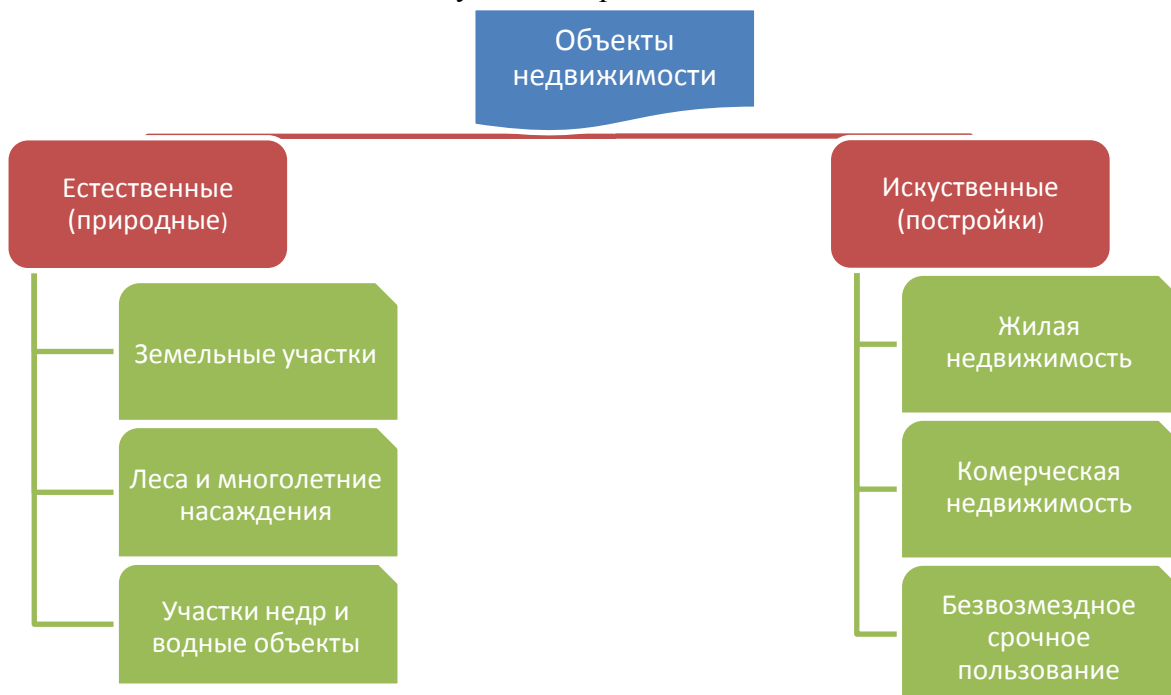 Объекты
недвижимости
Естественные
(природные)
Земельные участки
Леса и многолетние
насаждения
Участки недр и
водные объекты
Искуственные
(постройки)
Жилая
недвижимость
Комерческая
недвижимость
Безвозмездное
срочное
пользование